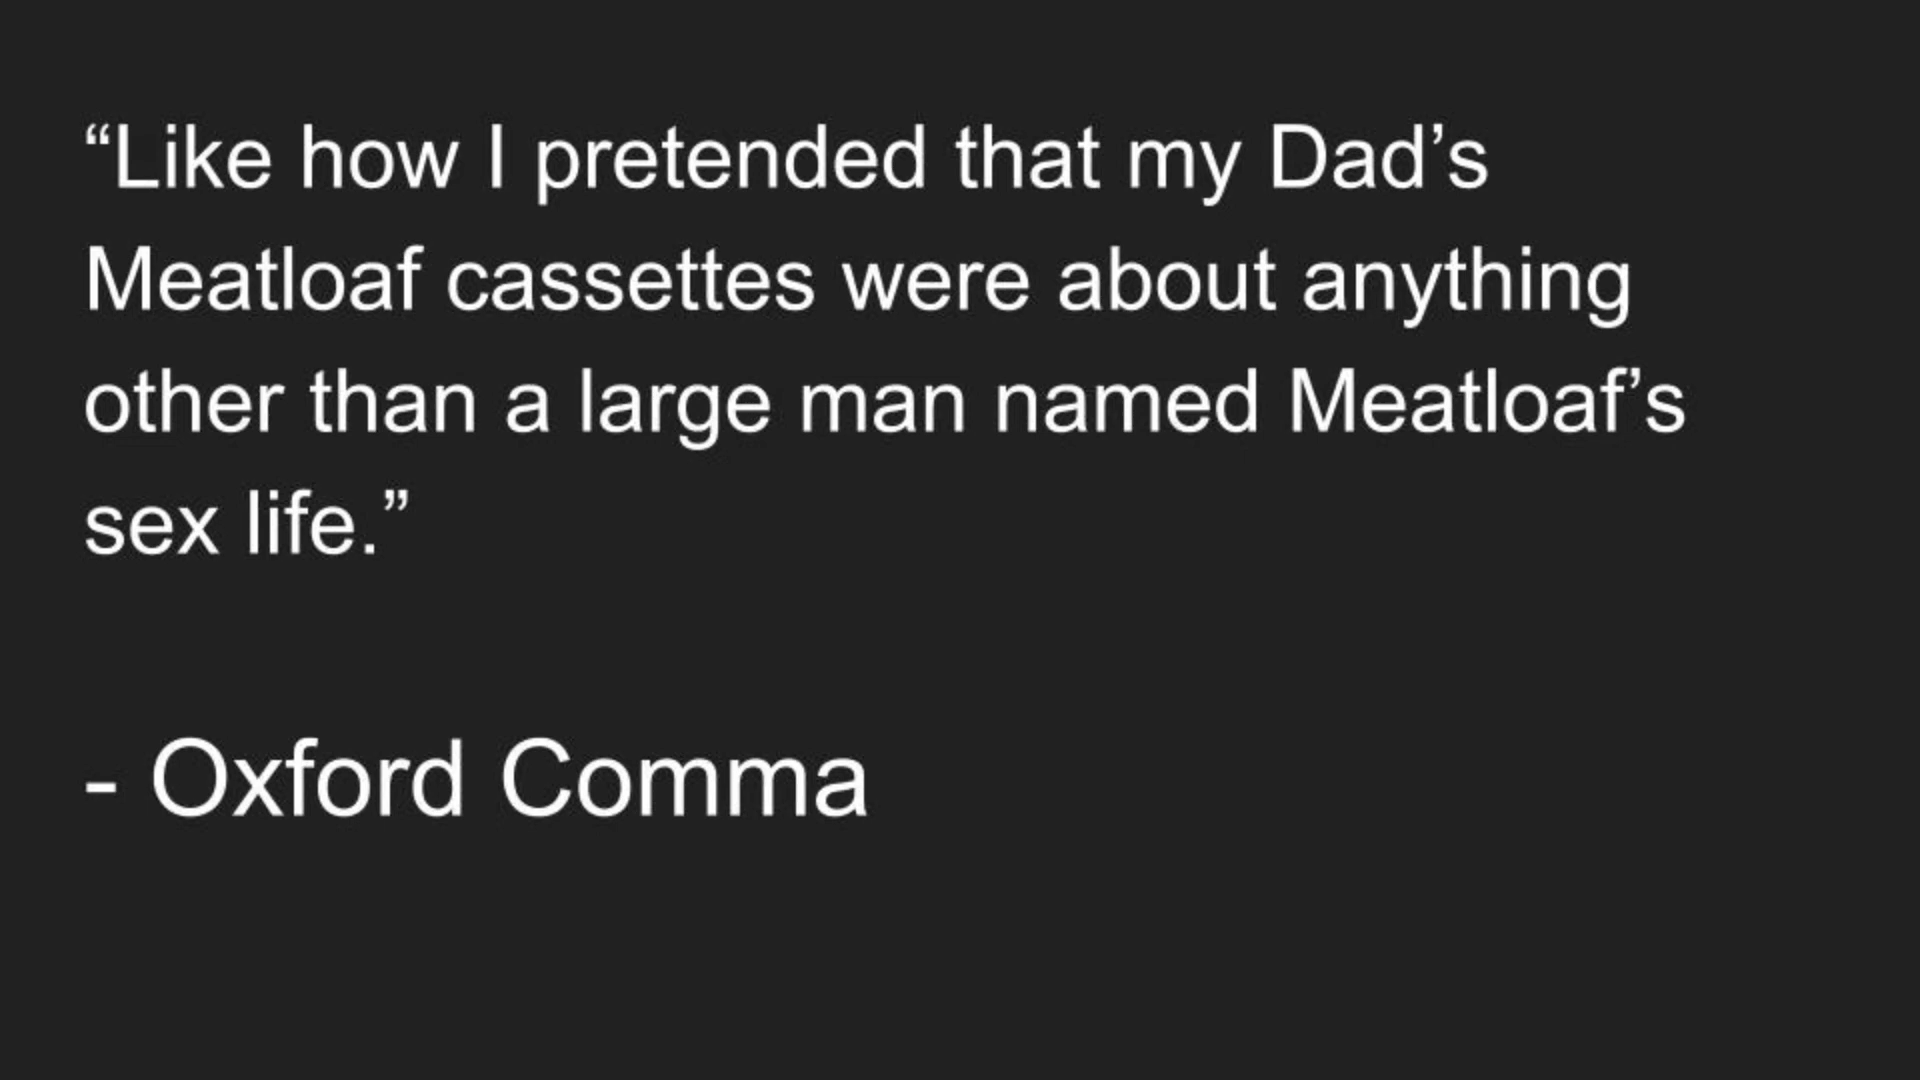 “Like how I pretended that my Dad’s
Meatloaf cassettes were about anything
other than a large man named Meatloaf’s
sex life.”
- Oxford Comma